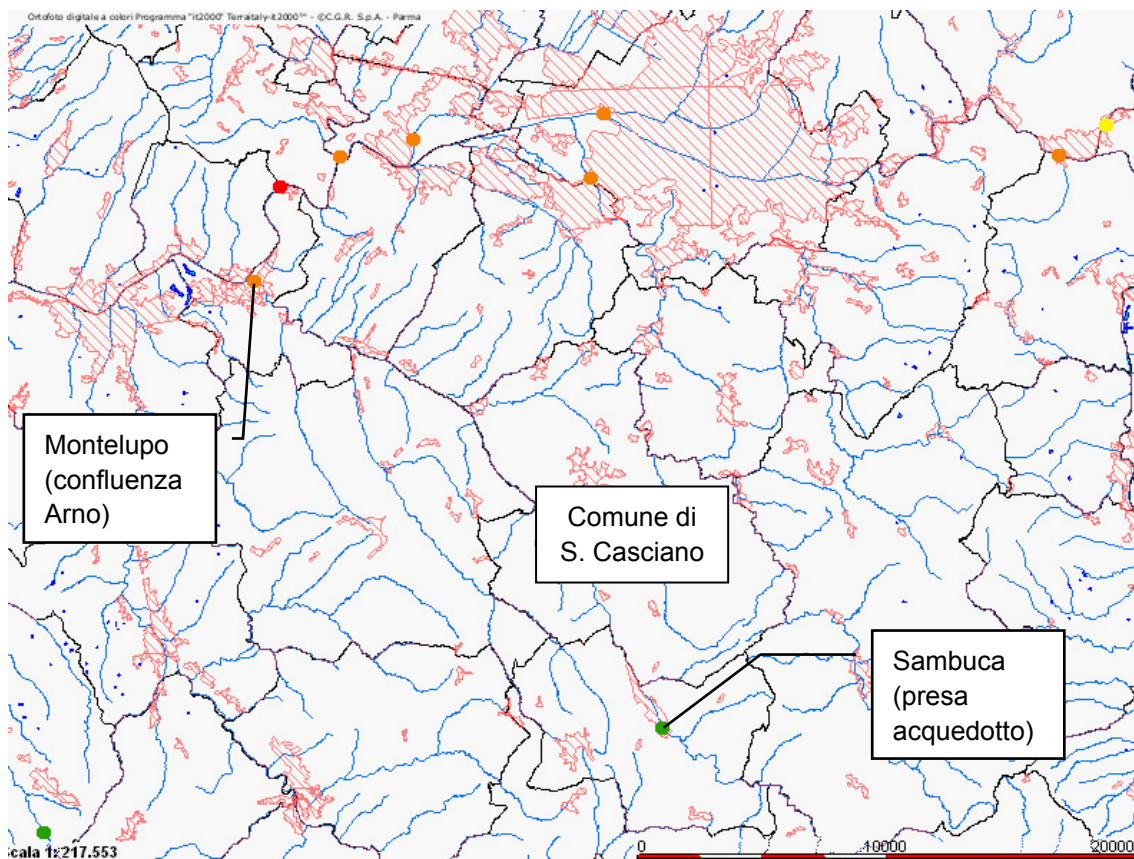 Ortofoto digitale a colori Programma "it2000" Terraitaly-it2000™ - ©C.G.R. S.p.A. - Parma
Montelupo
(confluenza
Arno)
Comune di
S. Casciano
Sambuca
(presa
acquedotto)
cala 1:217.553
0 10000 20000